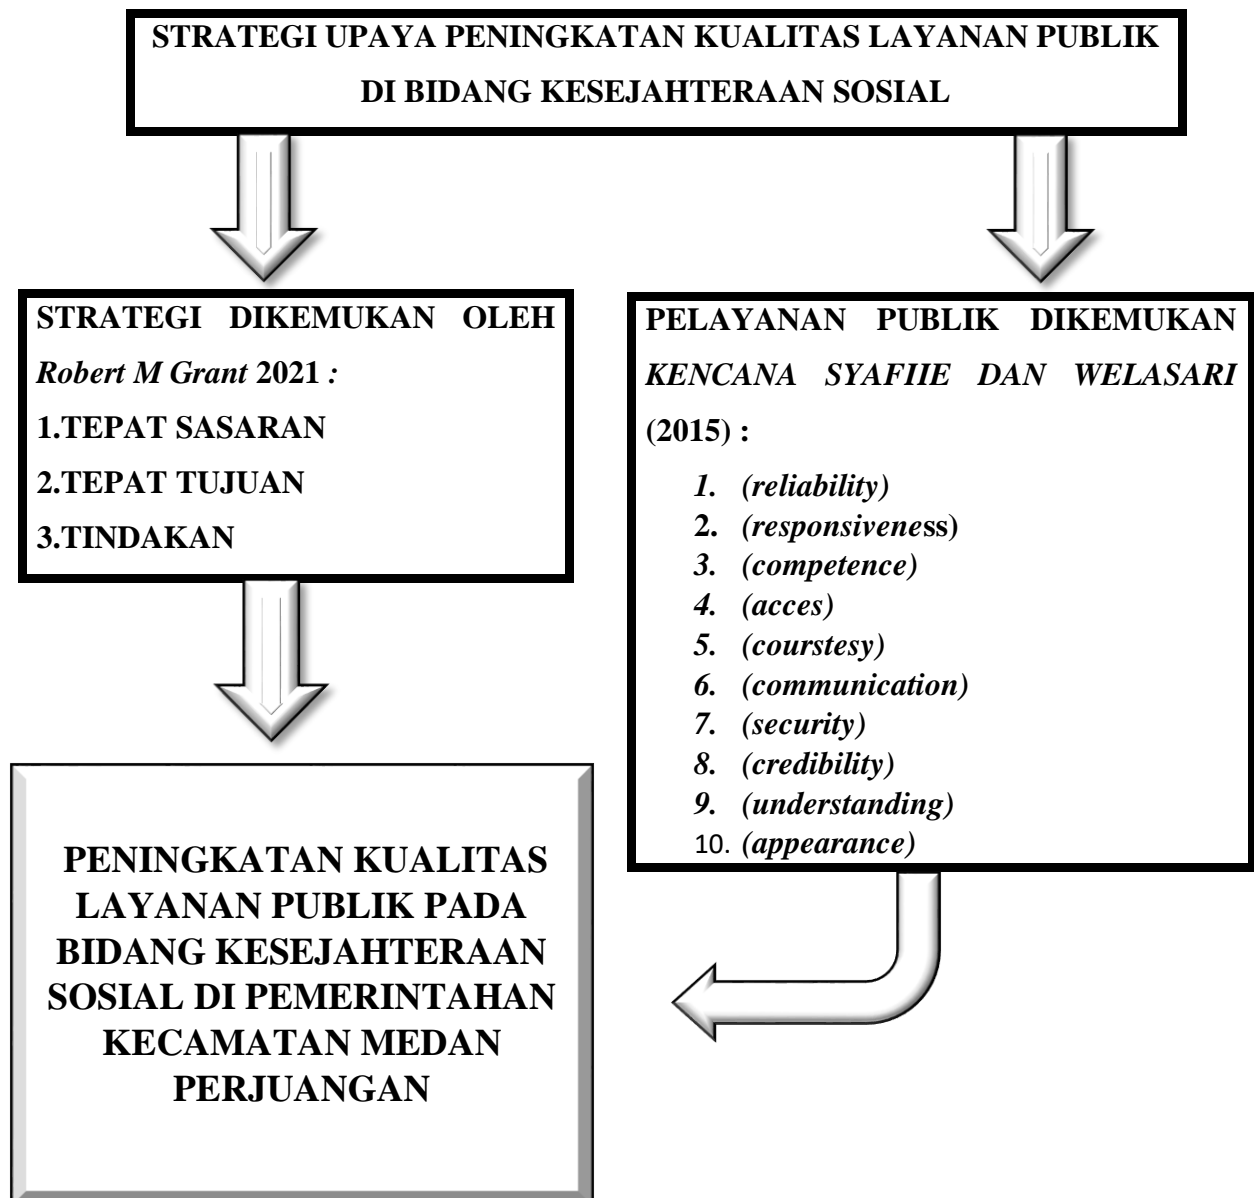 STRATEGI UPAYA PENINGKATAN KUALITAS LAYANAN PUBLIK
DI BIDANG KESEJAHTERAAN SOSIAL
STRATEGI DIKEMUKAN OLEH
Robert M Grant 2021 :
1.TEPAT SASARAN
2.TEPAT TUJUAN
3.TINDAKAN
PELAYANAN PUBLIK DIKEMUKAN
KENCANA SYAFIIE DAN WELASARI
(2015) :
1. (reliability)
2. (responsiveness)
3. (competence)
4. (acces)
5. (courstesy)
6. (communication)
7. (security)
8. (credibility)
9. (understanding)
10. (appearance)
PENINGKATAN KUALITAS
LAYANAN PUBLIK PADA
BIDANG KESEJAHTERAAN
SOSIAL DI PEMERINTAHAN
KECAMATAN MEDAN
PERJUANGAN